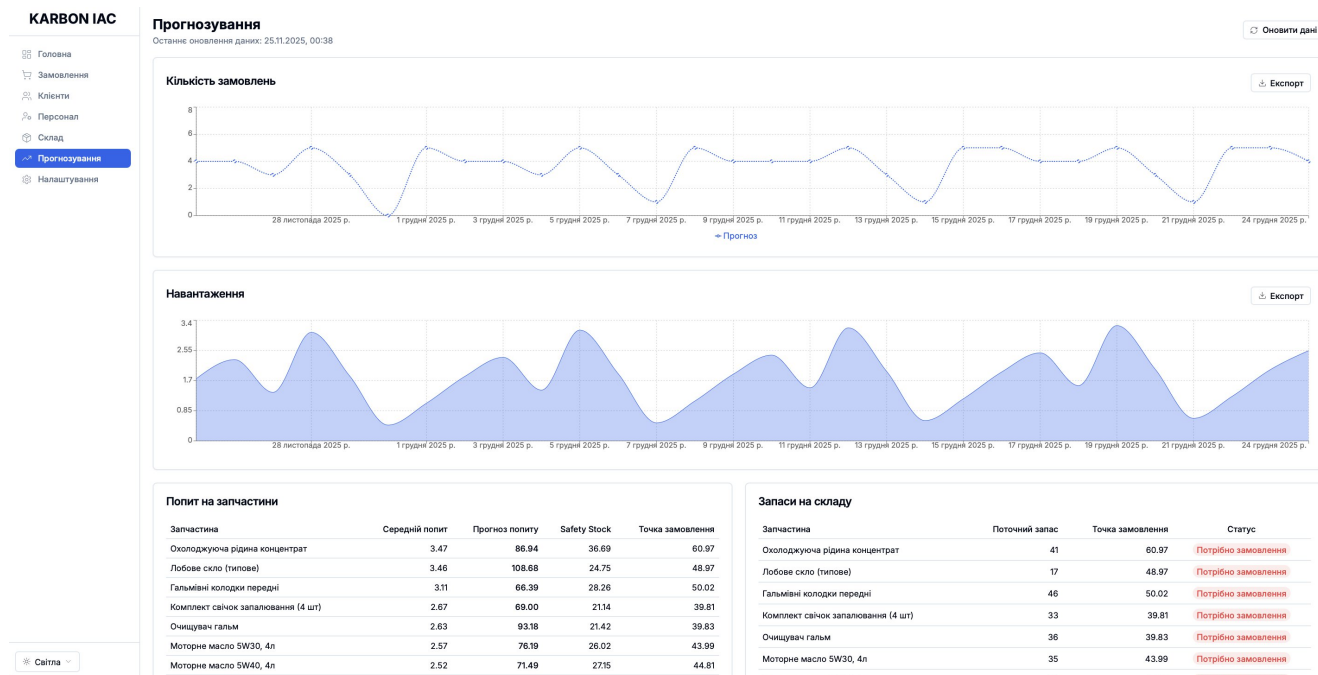 KARBON IAC
Головна
Замовлення
Клієнти
Персонал
Склад
Прогнозування
Налаштування
Світла
Прогнозування
Останнє оновлення даних: 25.11.2025, 00:38
Оновити дані
Кількість замовлень
Експорт
8
6
4
2
0
28 листопада 2025 р. 1 грудня 2025 р. 3 грудня 2025 р. 5 грудня 2025 р. 7 грудня 2025 р. 9 грудня 2025 р. 11 грудня 2025 р. 13 грудня 2025 р. 15 грудня 2025 р. 17 грудня 2025 р. 19 грудня 2025 р. 21 грудня 2025 р. 24 грудня 2025 р.
Прогноз
Навантаження
Експорт
3.4
2.55
1.7
0.85
0
28 листопада 2025 р. 1 грудня 2025 р. 3 грудня 2025 р. 5 грудня 2025 р. 7 грудня 2025 р. 9 грудня 2025 р. 11 грудня 2025 р. 13 грудня 2025 р. 15 грудня 2025 р. 17 грудня 2025 р. 19 грудня 2025 р. 21 грудня 2025 р. 24 грудня 2025 р.
Попит на запчастини
Запчастина Середній попит Прогноз попиту Safety Stock Точка замовлення
Охолоджуюча рідина концентрат 3.47 86.94 36.69 60.97
Лобове скло (типове) 3.46 108.68 24.75 48.97
Гальмівні колодки передні 3.11 66.39 28.26 50.02
Комплект свічок запалювання (4 шт) 2.67 69.00 21.14 39.81
Очищувач гальм 2.63 93.18 21.42 39.83
Моторне масло 5W30, 4л 2.57 76.19 26.02 43.99
Моторне масло 5W40, 4л 2.52 71.49 27.15 44.81
Запаси на складу
Запчастина Поточний запас Точка замовлення Статус
Охолоджуюча рідина концентрат 41 60.97 Потрібно замовлення
Лобове скло (типове) 17 48.97 Потрібно замовлення
Гальмівні колодки передні 46 50.02 Потрібно замовлення
Комплект свічок запалювання (4 шт) 33 39.81 Потрібно замовлення
Очищувач гальм 36 39.83 Потрібно замовлення
Моторне масло 5W30, 4л 35 43.99 Потрібно замовлення